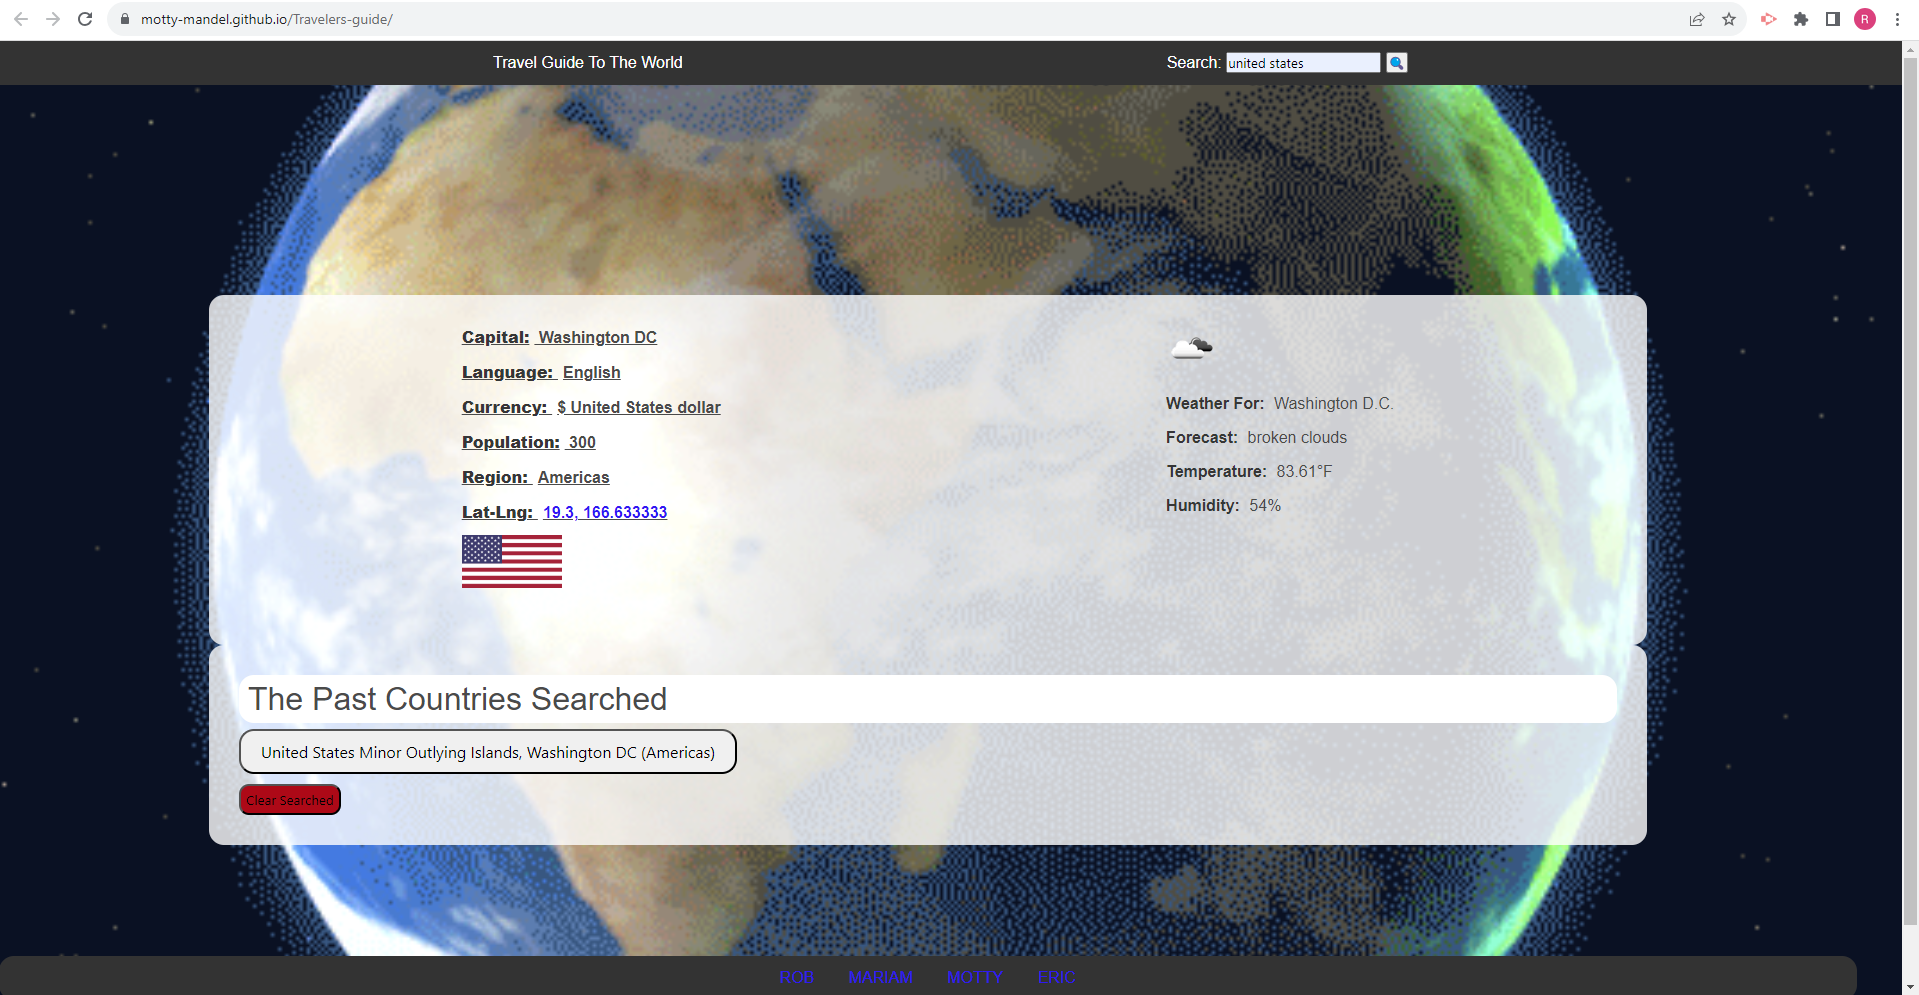 motty-mandel.github.io/Travelers-guide/
R
Travel Guide To The World
Search: united states
Capital: Washington DC
Language: English
Currency: $ United States dollar
Population: 300
Region: Americas
Lat-Lng: 19.3, 166.633333
Weather For: Washington D.C.
Forecast: broken clouds
Temperature: 83.61°F
Humidity: 54%
The Past Countries Searched
United States Minor Outlying Islands, Washington DC (Americas)
Clear Searched
ROB MARIAM MOTTY ERIC